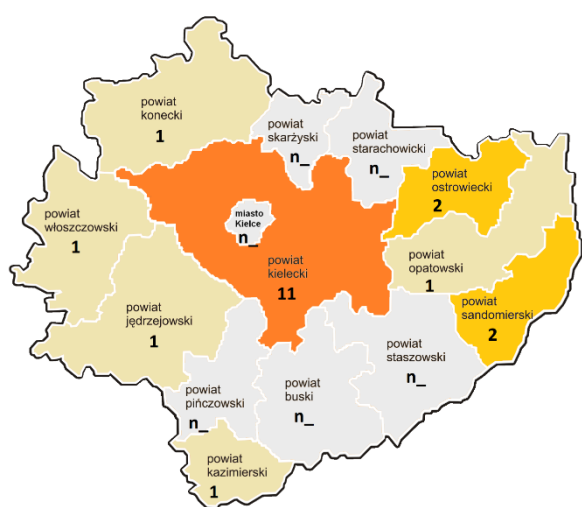 powiat
konecki
1
powiat
skarżyski
n_
powiat
starachowicki
n_
powiat
ostrowiecki
2
powiat
włoszczowski
1
miasto
Kielce
n_
powiat
kielecki
11
powiat
opatowski
1
powiat
sandomierski
2
powiat
jędrzejowski
1
powiat
staszowski
n_
powiat
pińczowski
n_
powiat
buski
n_
powiat
kazimierski
1